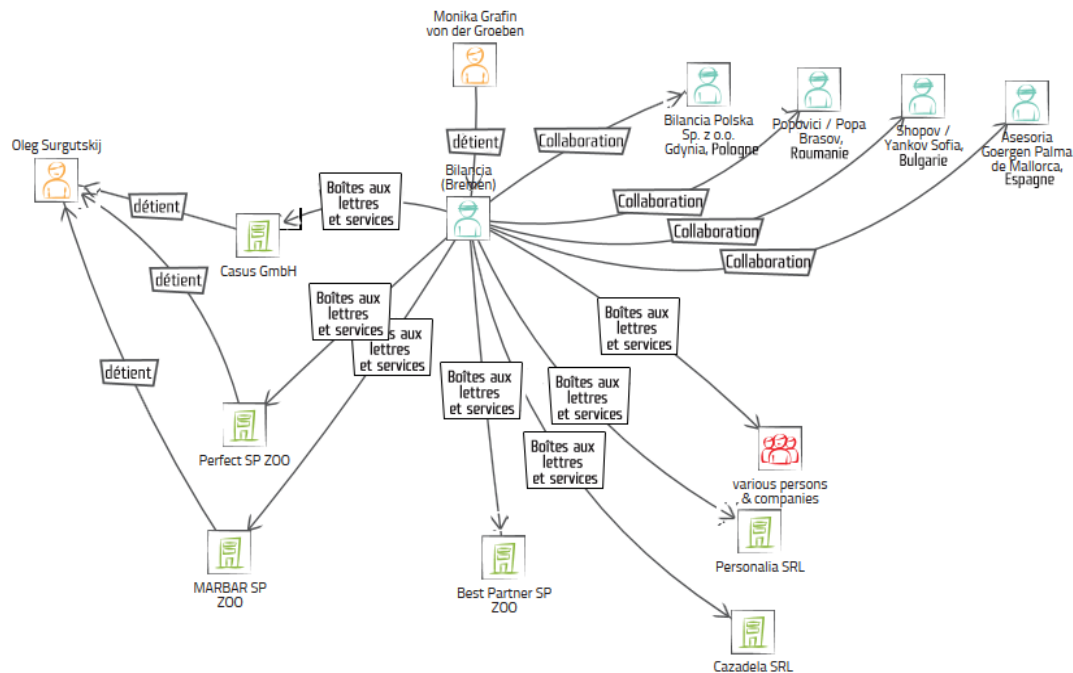 Monika Grafin
von der Groeben
Oleg Surgutskij
détient
Collaboration
Bilancia Polska
Sp. z o.o.
Gdynia, Pologne
Popovici / Popa
Brasov,
Roumanie
Shopov /
Yankov Sofia,
Bulgarie
Asesoria
Goergen Palma
de Mallorca,
Espagne
Bilancia
(Bremen)
Boîtes aux
lettres
et services
détient
Casus GmbH
Collaboration
Collaboration
Collaboration
détient
Boîtes aux
lettres
et services
s aux
lettres
et services
Boîtes aux
lettres
et services
détient
Boîtes aux
lettres
et services
Boîtes aux
lettres
et services
Boîtes aux
lettres
et services
Perfect SP ZOO
various persons
& companies
MARBAR SP
ZOO
Best Partner SP
ZOO
Personalia SRL
Cazadela SRL